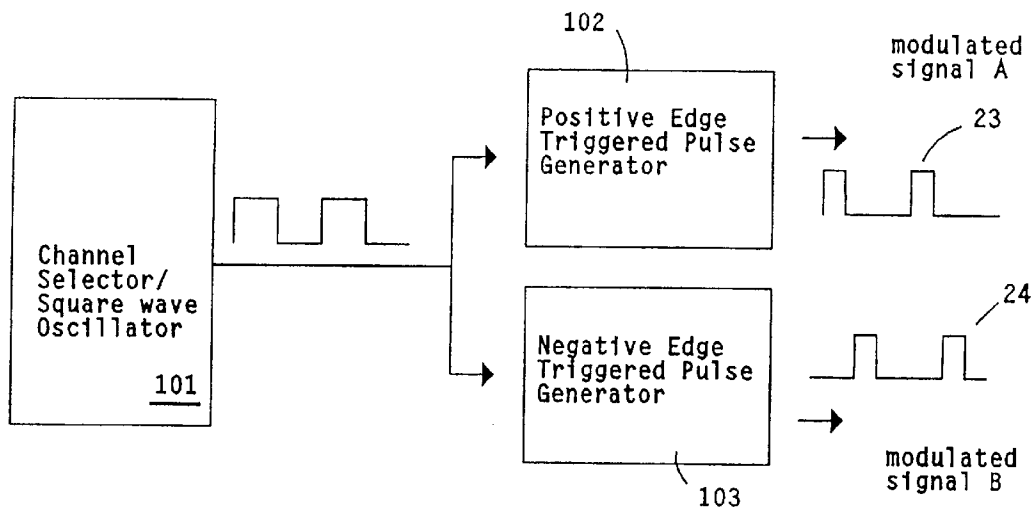 102
modulated
signal A
Positive Edge
Triggered Pulse
Generator
23
Channel
Selector/
Square wave
Oscillator
101
24
Negative Edge
Triggered Pulse
Generator
modulated
signal B
103